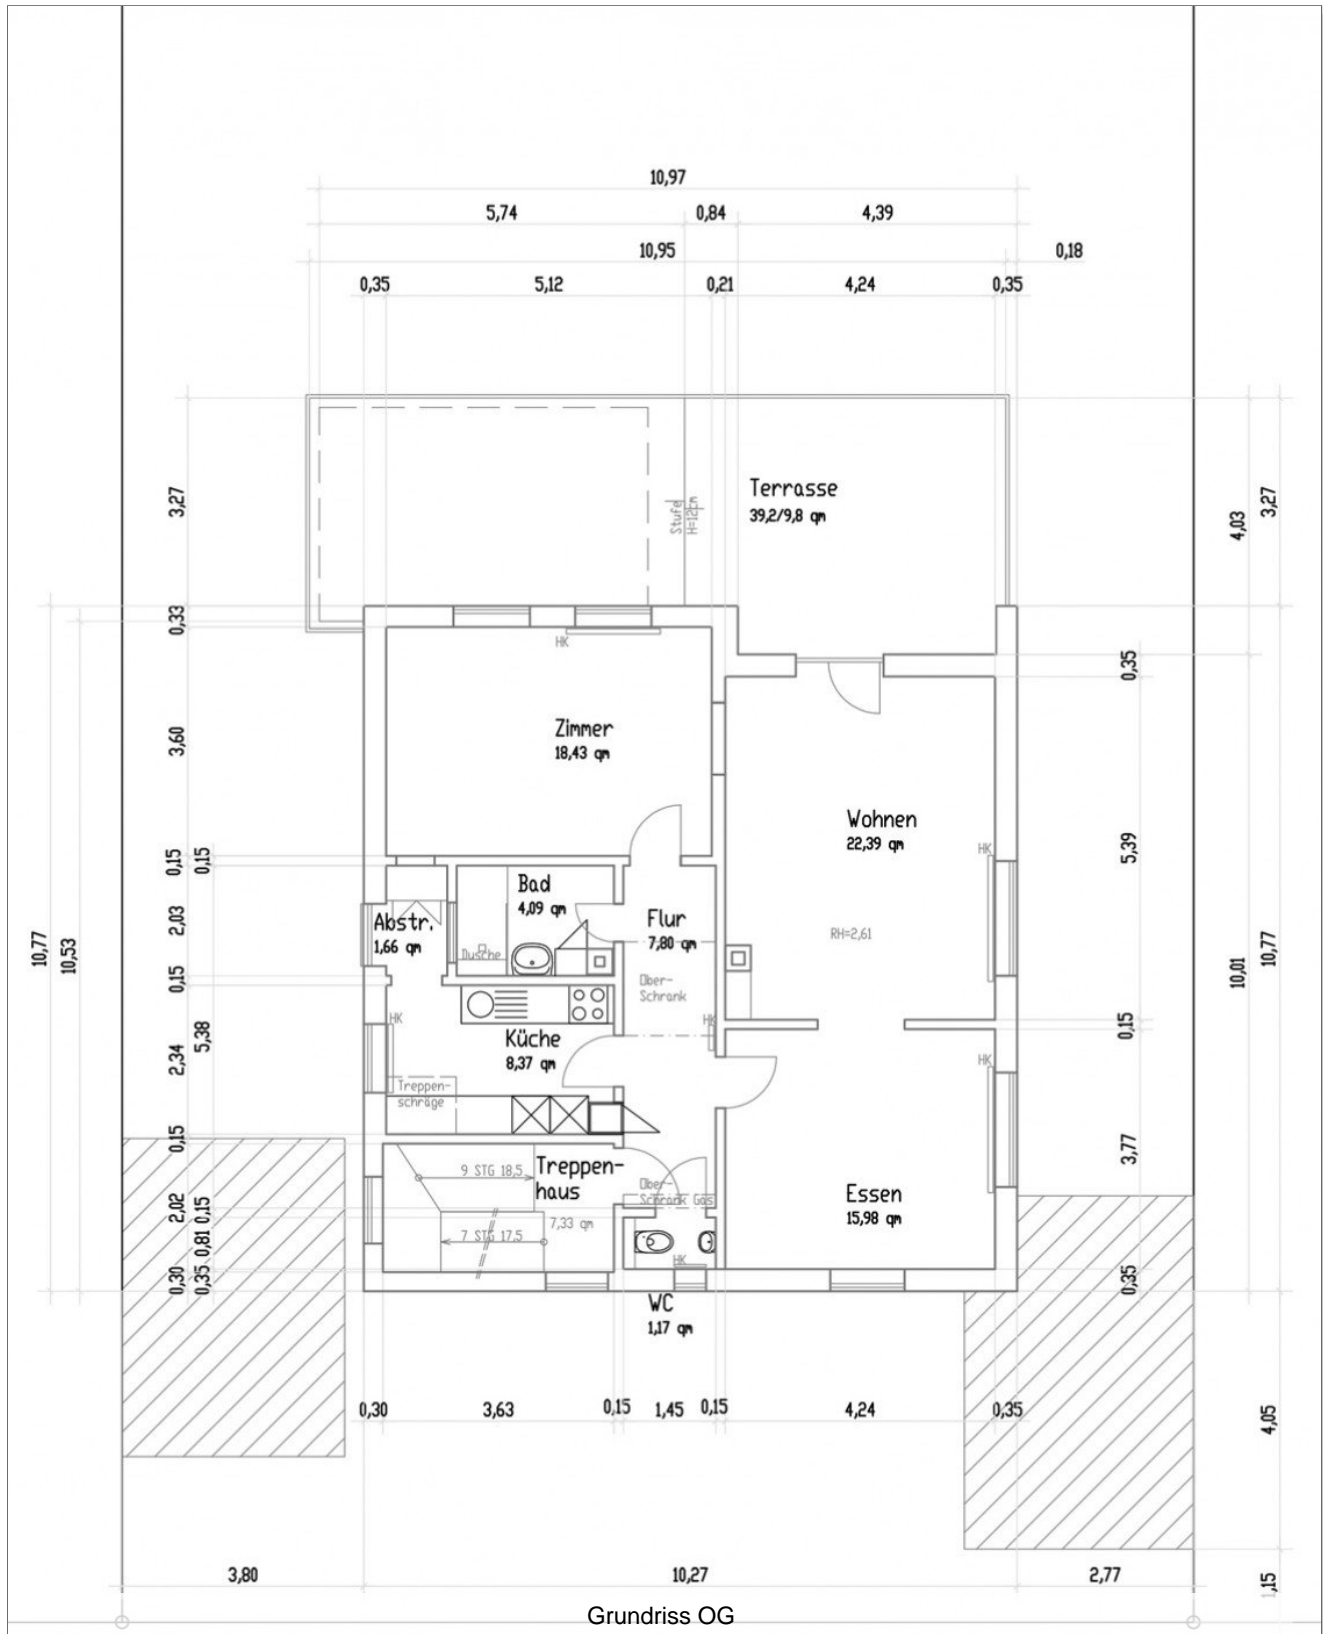 10,97
5,74
0,84
4,39
10,95
0,18
0,35
5,12
0,21
4,24
0,35
3,27
0,33
3,60
0,15
0,15
2,03
0,15
2,34
5,38
0,15
2,02
0,15
0,81
0,30
0,35
10,77
10,53
Terrasse
39,2/9,8 qm
Stufe
H=12cm
HK
Zimmer
18,43 qm
Wohnen
22,39 qm
HK
RH=2,61
Bad
4,09 qm
Dusche
Abstr.
1,66 qm
Flur
7,80 qm
Ober-
Schrank
HK
HK
Küche
8,37 qm
Treppen-
schräge
HK
Treppen-
haus
7,33 qm
9 STG 18,5
7 STG 17,5
Ober-
Schrank Gas
HK
WC
1,17 qm
Essen
15,98 qm
4,03
3,27
0,35
5,39
10,01
10,77
0,15
3,77
0,35
4,05
1,15
0,30
3,63
0,15
1,45
0,15
4,24
0,35
3,80
10,27
2,77
Grundriss OG